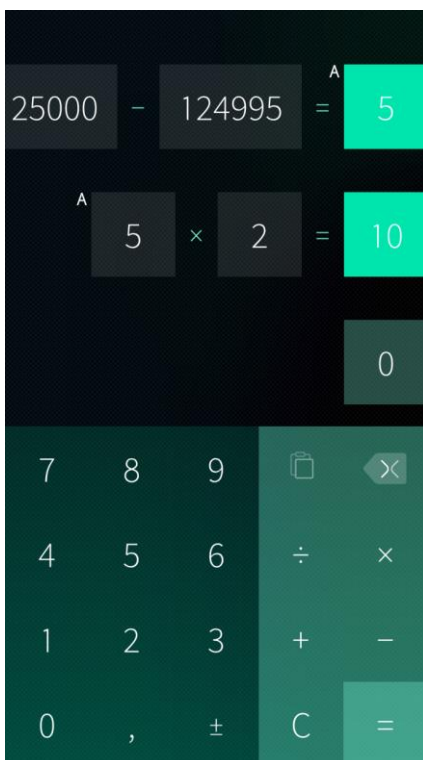 A
25000 − 124995 = 5
A
5 × 2 = 10
0
7 8 9
4 5 6 ÷ ×
1 2 3 + −
0 , ± C =